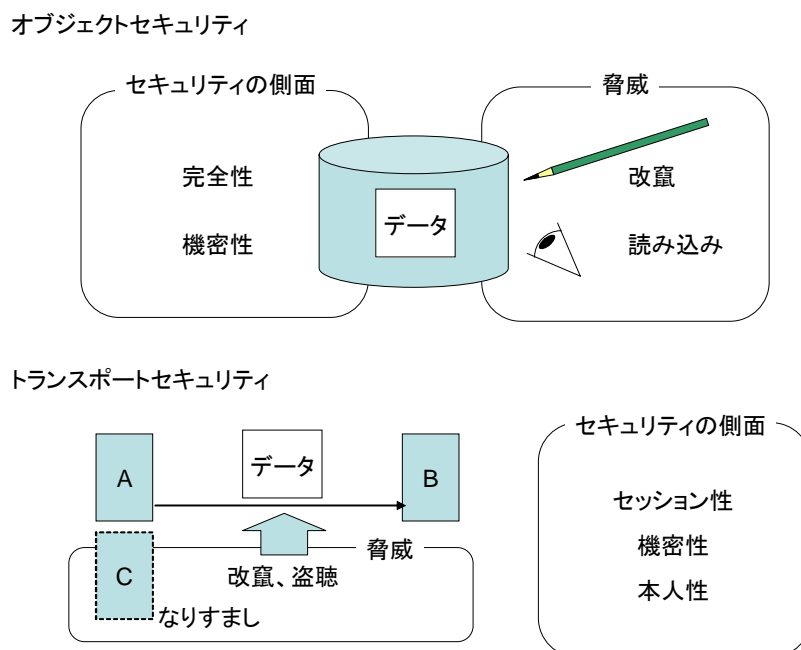 オブジェクトセキュリティ
セキュリティの側面
脅威
完全性
改竄
データ
機密性
読み込み
トランスポートセキュリティ
セキュリティの側面
A
データ
B
セッション性
脅威
機密性
C
改竄、盗聴
本人性
なりすまし